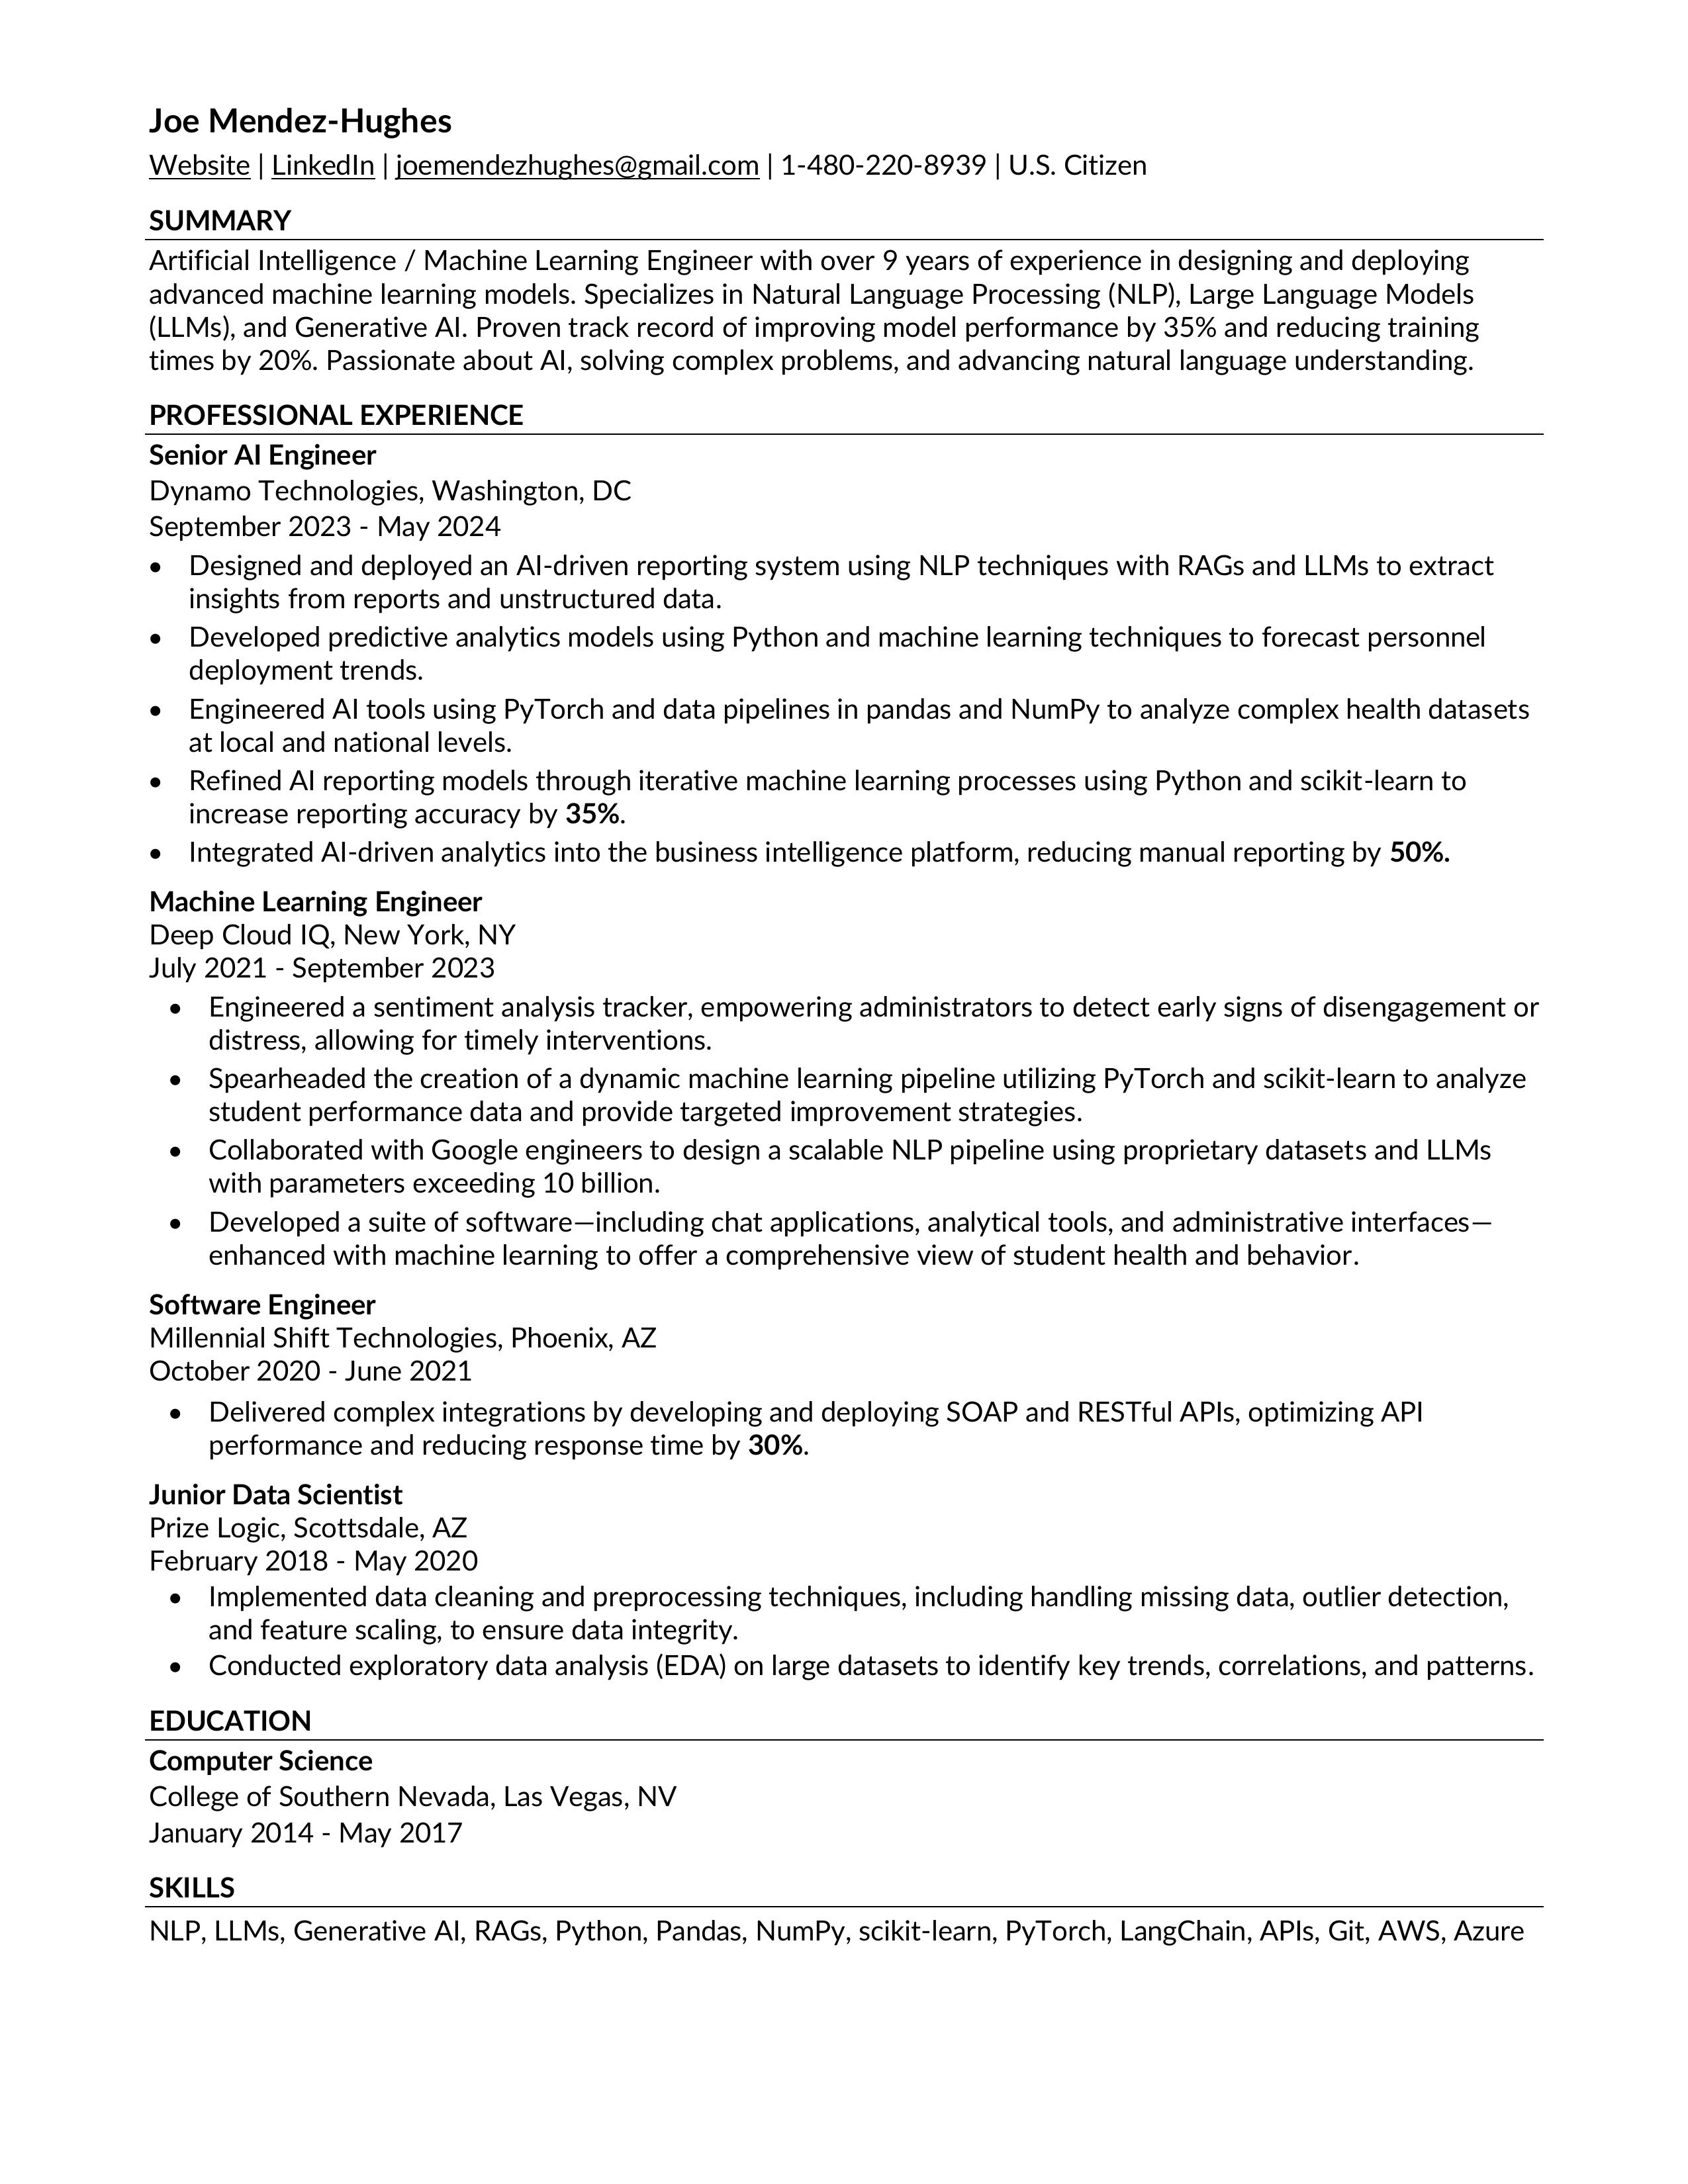 Joe Mendez-Hughes
Website | LinkedIn | joemendezhughes@gmail.com | 1-480-220-8939 | U.S. Citizen
SUMMARY
Artificial Intelligence / Machine Learning Engineer with over 9 years of experience in designing and deploying
advanced machine learning models. Specializes in Natural Language Processing (NLP), Large Language Models
(LLMs), and Generative AI. Proven track record of improving model performance by 35% and reducing training
times by 20%. Passionate about AI, solving complex problems, and advancing natural language understanding.
PROFESSIONAL EXPERIENCE
Senior AI Engineer
Dynamo Technologies, Washington, DC
September 2023 - May 2024
• Designed and deployed an AI-driven reporting system using NLP techniques with RAGs and LLMs to extract
insights from reports and unstructured data.
• Developed predictive analytics models using Python and machine learning techniques to forecast personnel
deployment trends.
• Engineered AI tools using PyTorch and data pipelines in pandas and NumPy to analyze complex health datasets
at local and national levels.
• Refined AI reporting models through iterative machine learning processes using Python and scikit-learn to
increase reporting accuracy by 35%.
• Integrated AI-driven analytics into the business intelligence platform, reducing manual reporting by 50%.
Machine Learning Engineer
Deep Cloud IQ, New York, NY
July 2021 - September 2023
• Engineered a sentiment analysis tracker, empowering administrators to detect early signs of disengagement or
distress, allowing for timely interventions.
• Spearheaded the creation of a dynamic machine learning pipeline utilizing PyTorch and scikit-learn to analyze
student performance data and provide targeted improvement strategies.
• Collaborated with Google engineers to design a scalable NLP pipeline using proprietary datasets and LLMs
with parameters exceeding 10 billion.
• Developed a suite of software—including chat applications, analytical tools, and administrative interfaces—
enhanced with machine learning to offer a comprehensive view of student health and behavior.
Software Engineer
Millennial Shift Technologies, Phoenix, AZ
October 2020 - June 2021
• Delivered complex integrations by developing and deploying SOAP and RESTful APIs, optimizing API
performance and reducing response time by 30%.
Junior Data Scientist
Prize Logic, Scottsdale, AZ
February 2018 - May 2020
• Implemented data cleaning and preprocessing techniques, including handling missing data, outlier detection,
and feature scaling, to ensure data integrity.
• Conducted exploratory data analysis (EDA) on large datasets to identify key trends, correlations, and patterns.
EDUCATION
Computer Science
College of Southern Nevada, Las Vegas, NV
January 2014 - May 2017
SKILLS
NLP, LLMs, Generative AI, RAGs, Python, Pandas, NumPy, scikit-learn, PyTorch, LangChain, APIs, Git, AWS, Azure